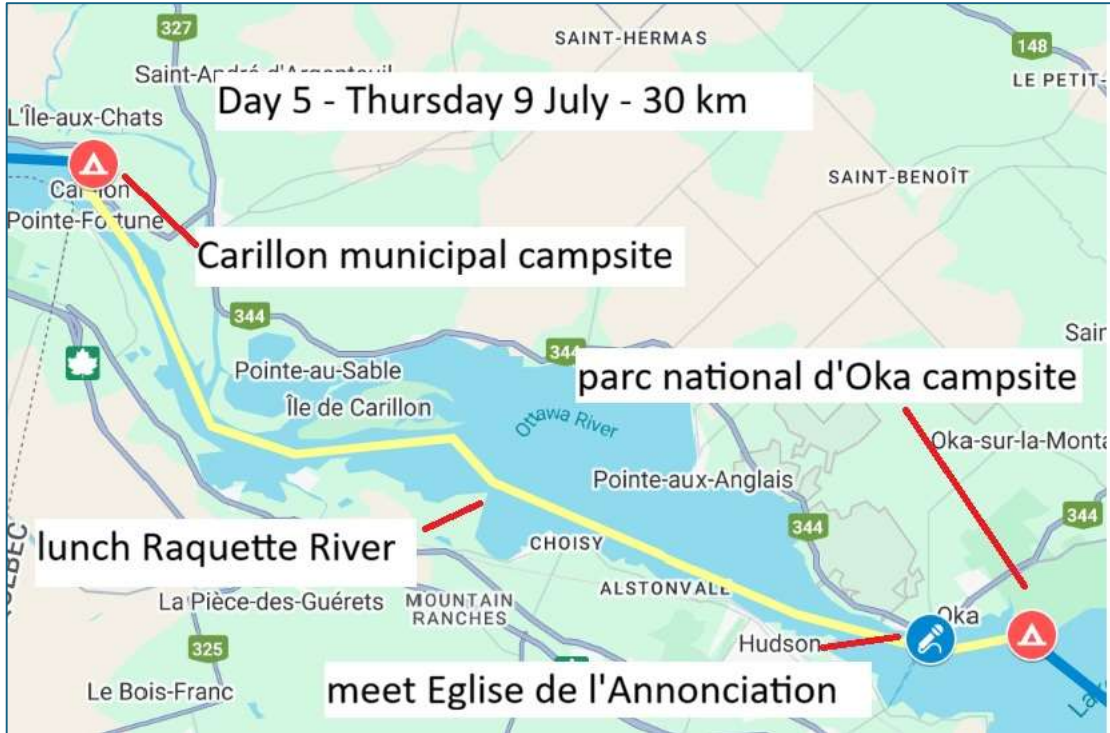 327
SAINT-HERMAS
148
Saint-André-d'Argenteuil
LE PETIT-
Day 5 - Thursday 9 July - 30 km
L'Île-aux-Chats
SAINT-BENOÎT
Carillon
Pointe-Fortune
Carillon municipal campsite
344
344
Sain
Pointe-au-Sable
parc national d'Oka campsite
Île de Carillon
Ottawa River
Oka-sur-la-Monta
Pointe-aux-Anglais
344
344
lunch Raquette River
CHOISY
QUEBEC
ALSTONVALE
La Pièce-des-Guérets
MOUNTAIN
RANCHES
Oka
325
Hudson
Le Bois-Franc
meet Eglise de l'Annonciation